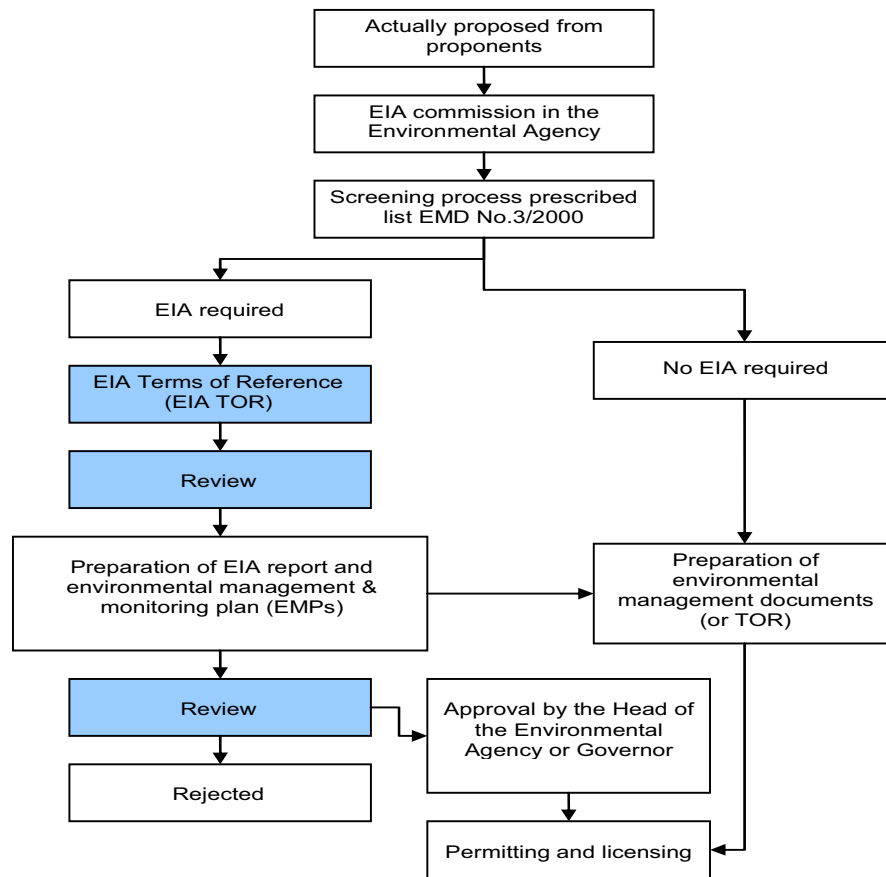 Actually proposed from
proponents
EIA commission in the
Environmental Agency
Screening process prescribed
list EMD No.3/2000
EIA required
No EIA required
EIA Terms of Reference
(EIA TOR)
Review
Preparation of EIA report and
environmental management &
monitoring plan (EMPs)
Preparation of
environmental
management documents
(or TOR)
Review
Approval by the Head of
the Environmental
Agency or Governor
Rejected
Permitting and licensing